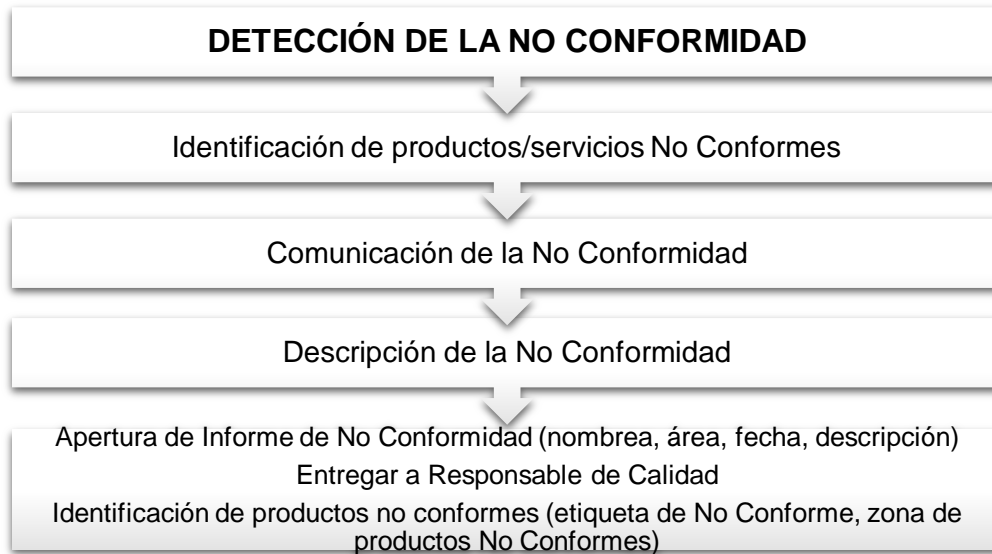 DETECCIÓN DE LA NO CONFORMIDAD
Identificación de productos/servicios No Conformes
Comunicación de la No Conformidad
Descripción de la No Conformidad
Apertura de Informe de No Conformidad (nombrea, área, fecha, descripción)
Entregar a Responsable de Calidad
Identificación de productos no conformes (etiqueta de No Conforme, zona de
productos No Conformes)